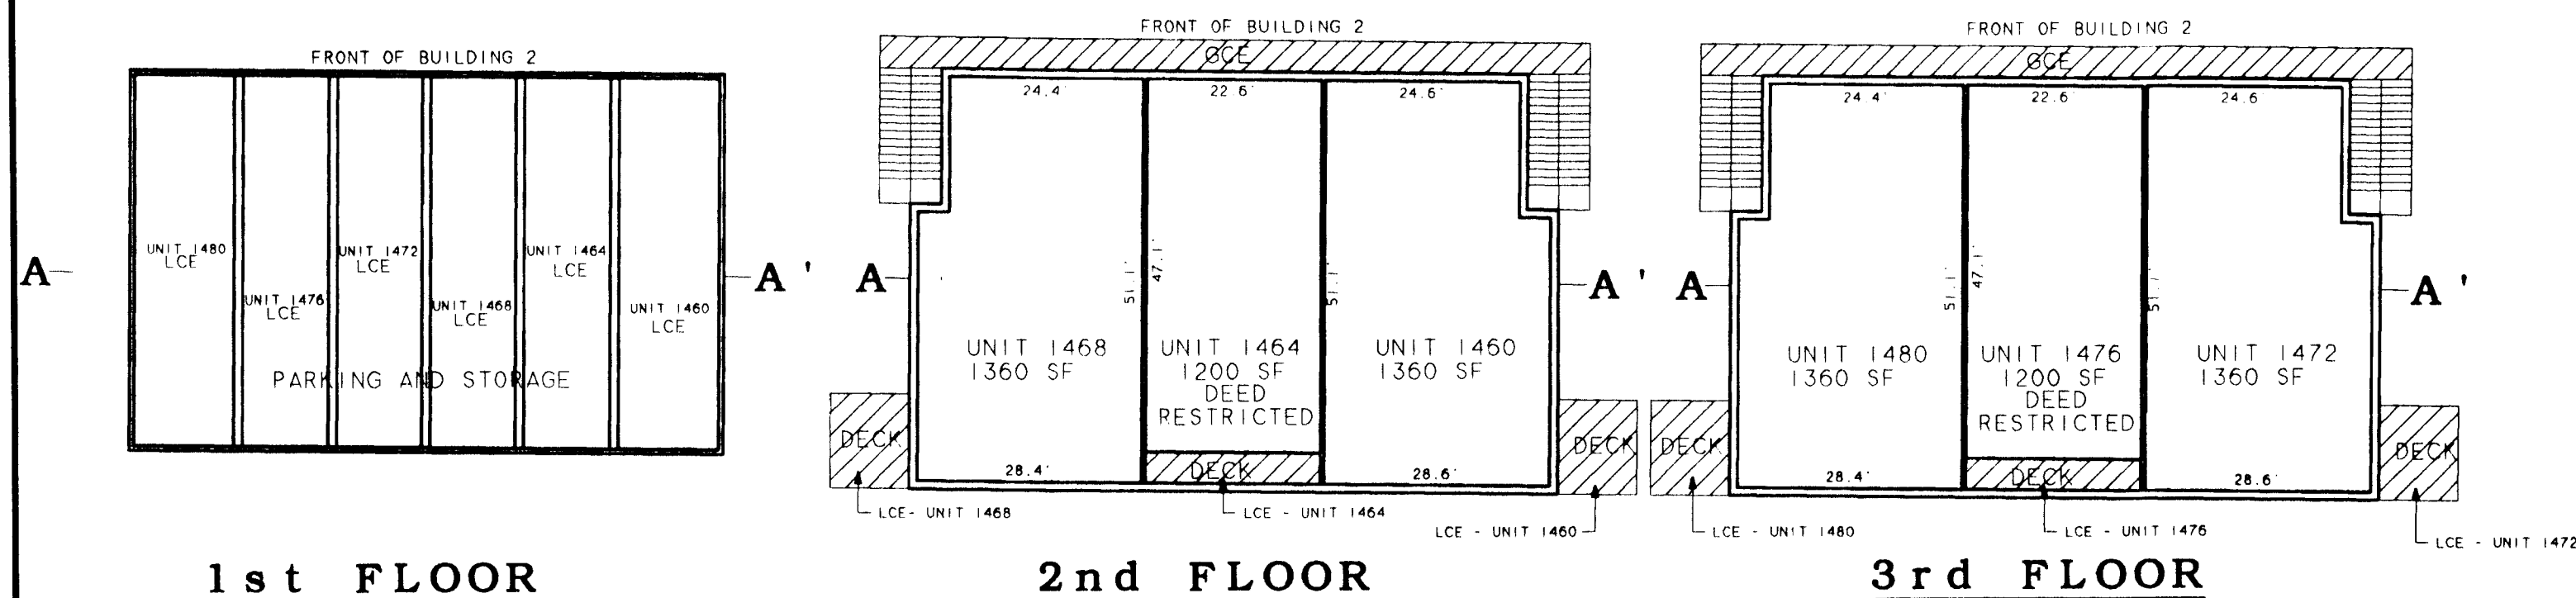 FRONT OF BUILDING 2
UNIT 1480
LCE
UNIT 1476
LCE
UNIT 1472
LCE
UNIT 1468
LCE
UNIT 1464
LCE
UNIT 1460
LCE
PARKING AND STORAGE
A
A '
1st FLOOR
FRONT OF BUILDING 2
GCE
24.4'
22.6'
24.6'
51.1'
47.1'
51.1'
A
A '
UNIT 1468
1360 SF
UNIT 1464
1200 SF
DEED
RESTRICTED
UNIT 1460
1360 SF
DECK
DECK
DECK
28.4'
28.6'
LCE- UNIT 1468
LCE - UNIT 1464
LCE - UNIT 1460
2nd FLOOR
FRONT OF BUILDING 2
GCE
24.4'
22.6'
24.6
51.1'
47.1'
51.1'
A
A '
UNIT 1480
1360 SF
UNIT 1476
1200 SF
DEED
RESTRICTED
UNIT 1472
1360 SF
DECK
DECK
DECK
28.4'
28.6'
LCE - UNIT 1480
LCE - UNIT 1476
LCE - UNIT 1472
3rd FLOOR